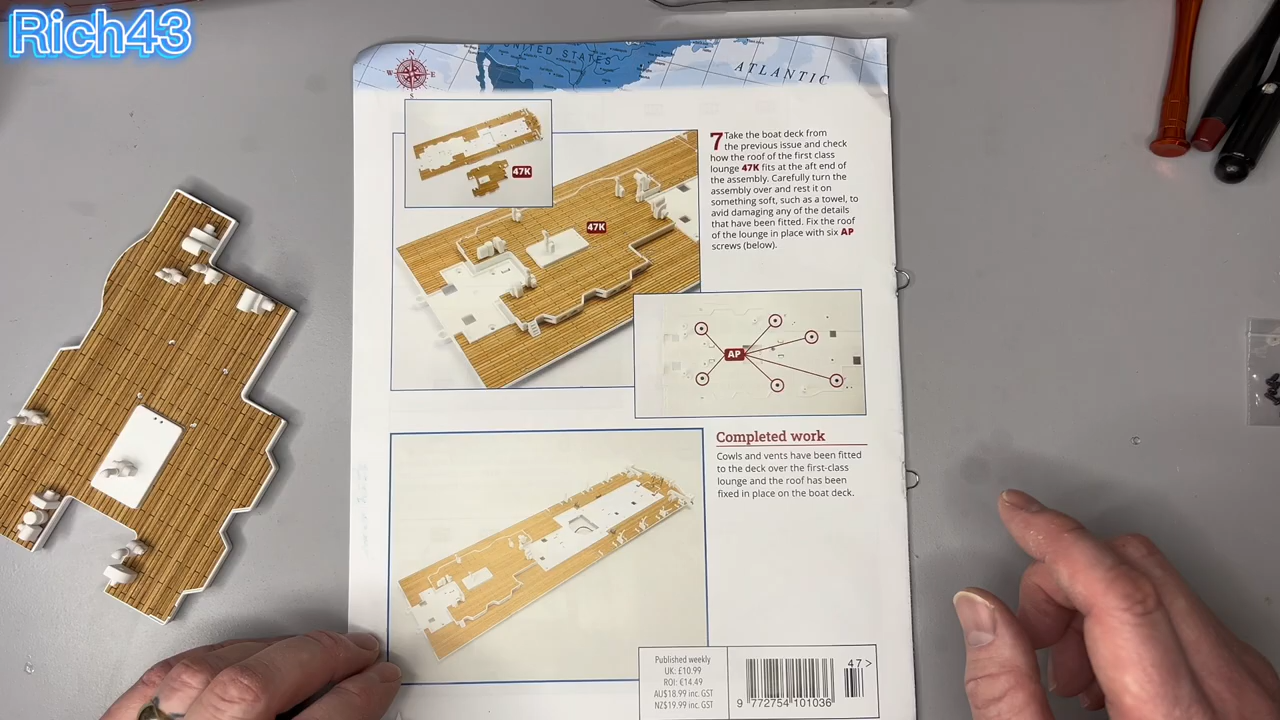 Rich43
UNITED STATES
ATLANTIC
N
W
E
S
47K
47K
7 Take the boat deck from
the previous issue and check
how the roof of the first class
lounge 47K fits at the aft end of
the assembly. Carefully turn the
assembly over and rest it on
something soft, such as a towel, to
avoid damaging any of the details
that have been fitted. Fix the roof
of the lounge in place with six AP
screws (below).
AP
Completed work
Cowls and vents have been fitted
to the deck over the first-class
lounge and the roof has been
fixed in place on the boat deck.
Published weekly
UK: £10.99
ROI: €14.49
AU$18.99 inc. GST
NZ$19.99 inc. GST
47>
9 772754 101036